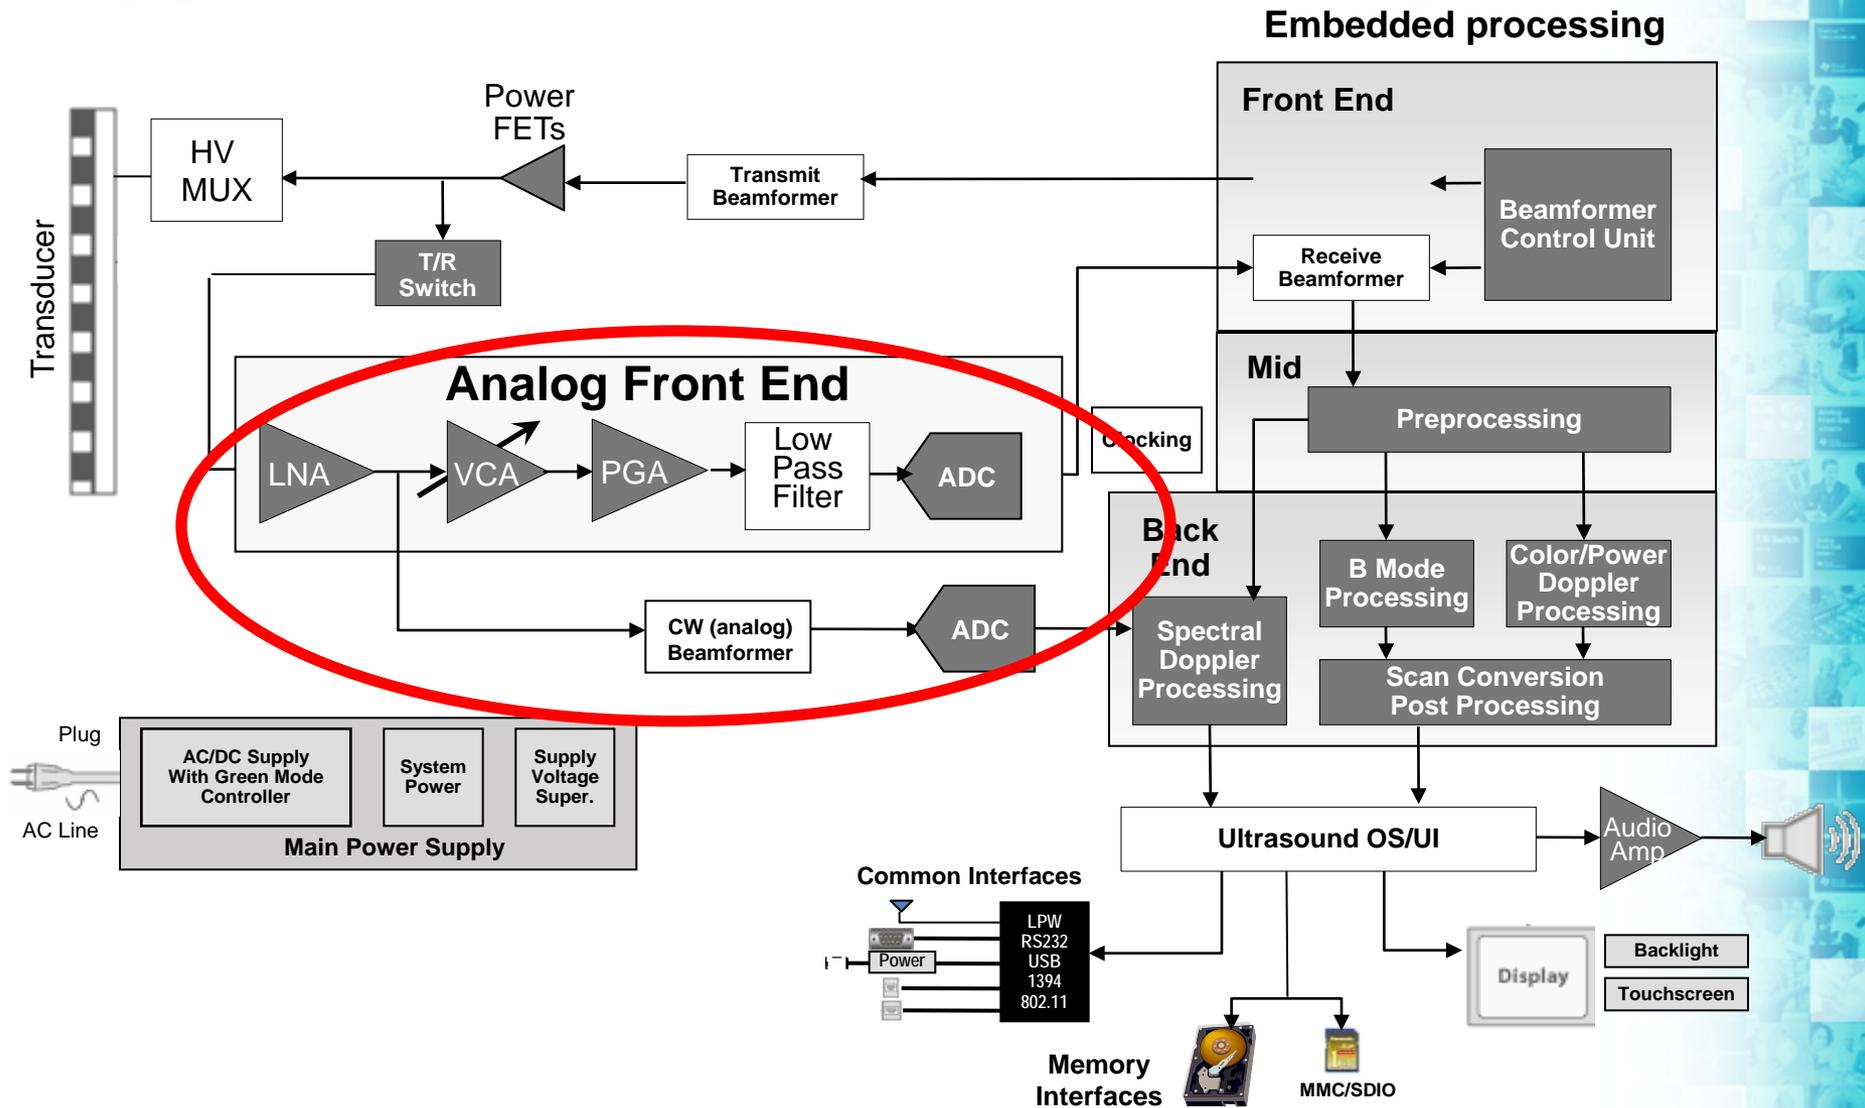 Embedded processing
Front End
Power
FETs
HV
MUX
Transmit
Beamformer
Beamformer
Control Unit
T/R
Switch
Receive
Beamformer
Transducer
Mid
Analog Front End
Preprocessing
Clocking
LNA
VCA
PGA
Low
Pass
Filter
ADC
Back
End
B Mode
Processing
Color/Power
Doppler
Processing
CW (analog)
Beamformer
ADC
Spectral
Doppler
Processing
Scan Conversion
Post Processing
Plug
AC Line
AC/DC Supply
With Green Mode
Controller
System
Power
Supply
Voltage
Super.
Main Power Supply
Ultrasound OS/UI
Audio
Amp
Common Interfaces
LPW
RS232
USB
1394
802.11
Power
Display
Backlight
Touchscreen
Memory
Interfaces
MMC/SDIO